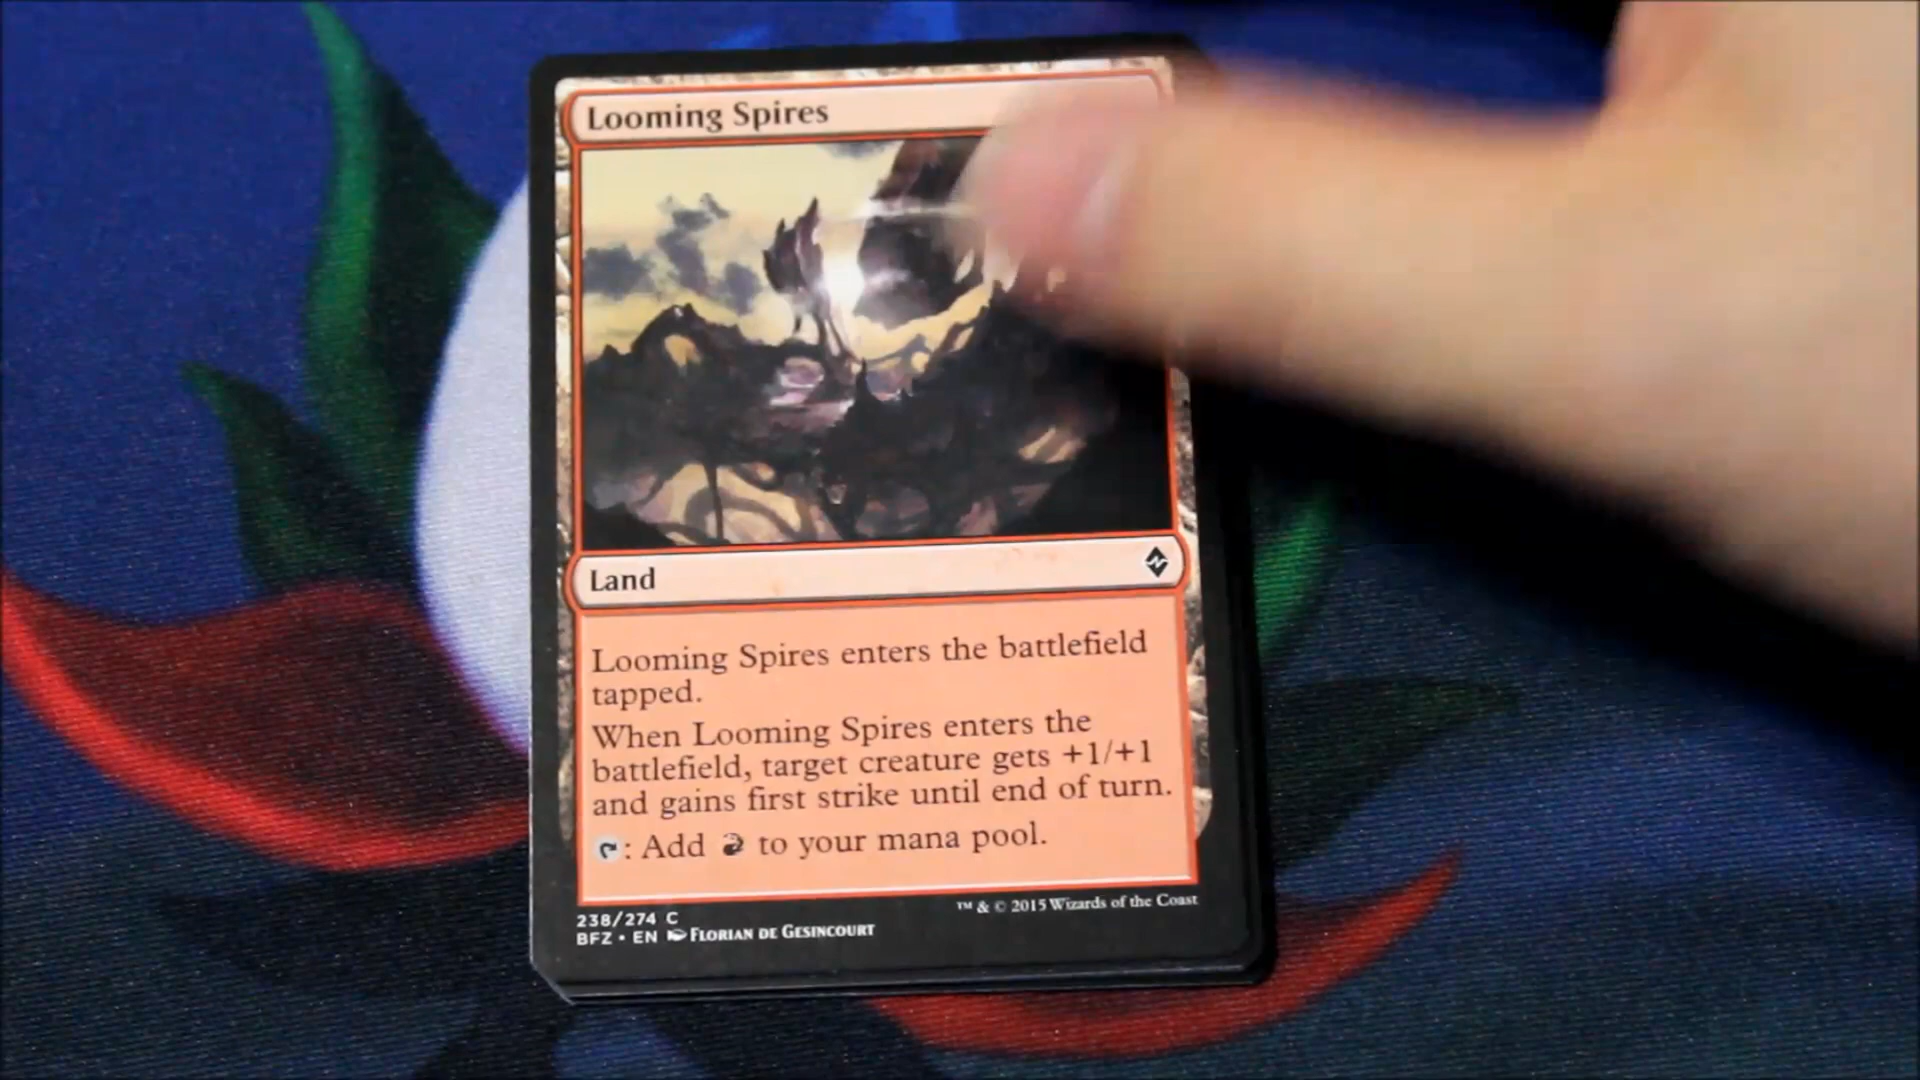 Looming Spires
Land
Looming Spires enters the battlefield
tapped.
When Looming Spires enters the
battlefield, target creature gets +1/+1
and gains first strike until end of turn.
: Add to your mana pool.
238/274 C
BFZ • EN FLORIAN DE GESINCOURT
™ & © 2015 Wizards of the Coast